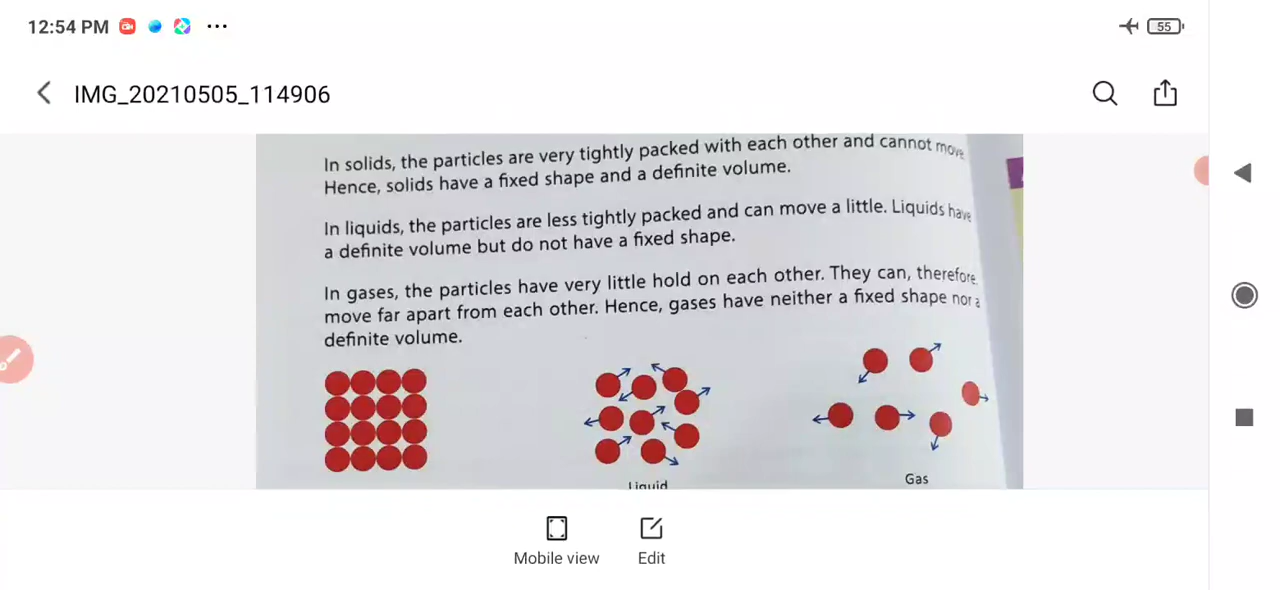 12:54 PM
55
IMG_20210505_114906
In solids, the particles are very tightly packed with each other and cannot move
Hence, solids have a fixed shape and a definite volume.
In liquids, the particles are less tightly packed and can move a little. Liquids have
a definite volume but do not have a fixed shape.
In gases, the particles have very little hold on each other. They can, therefore
move far apart from each other. Hence, gases have neither a fixed shape nor a
definite volume.
Liquid
Gas
Mobile view
Edit